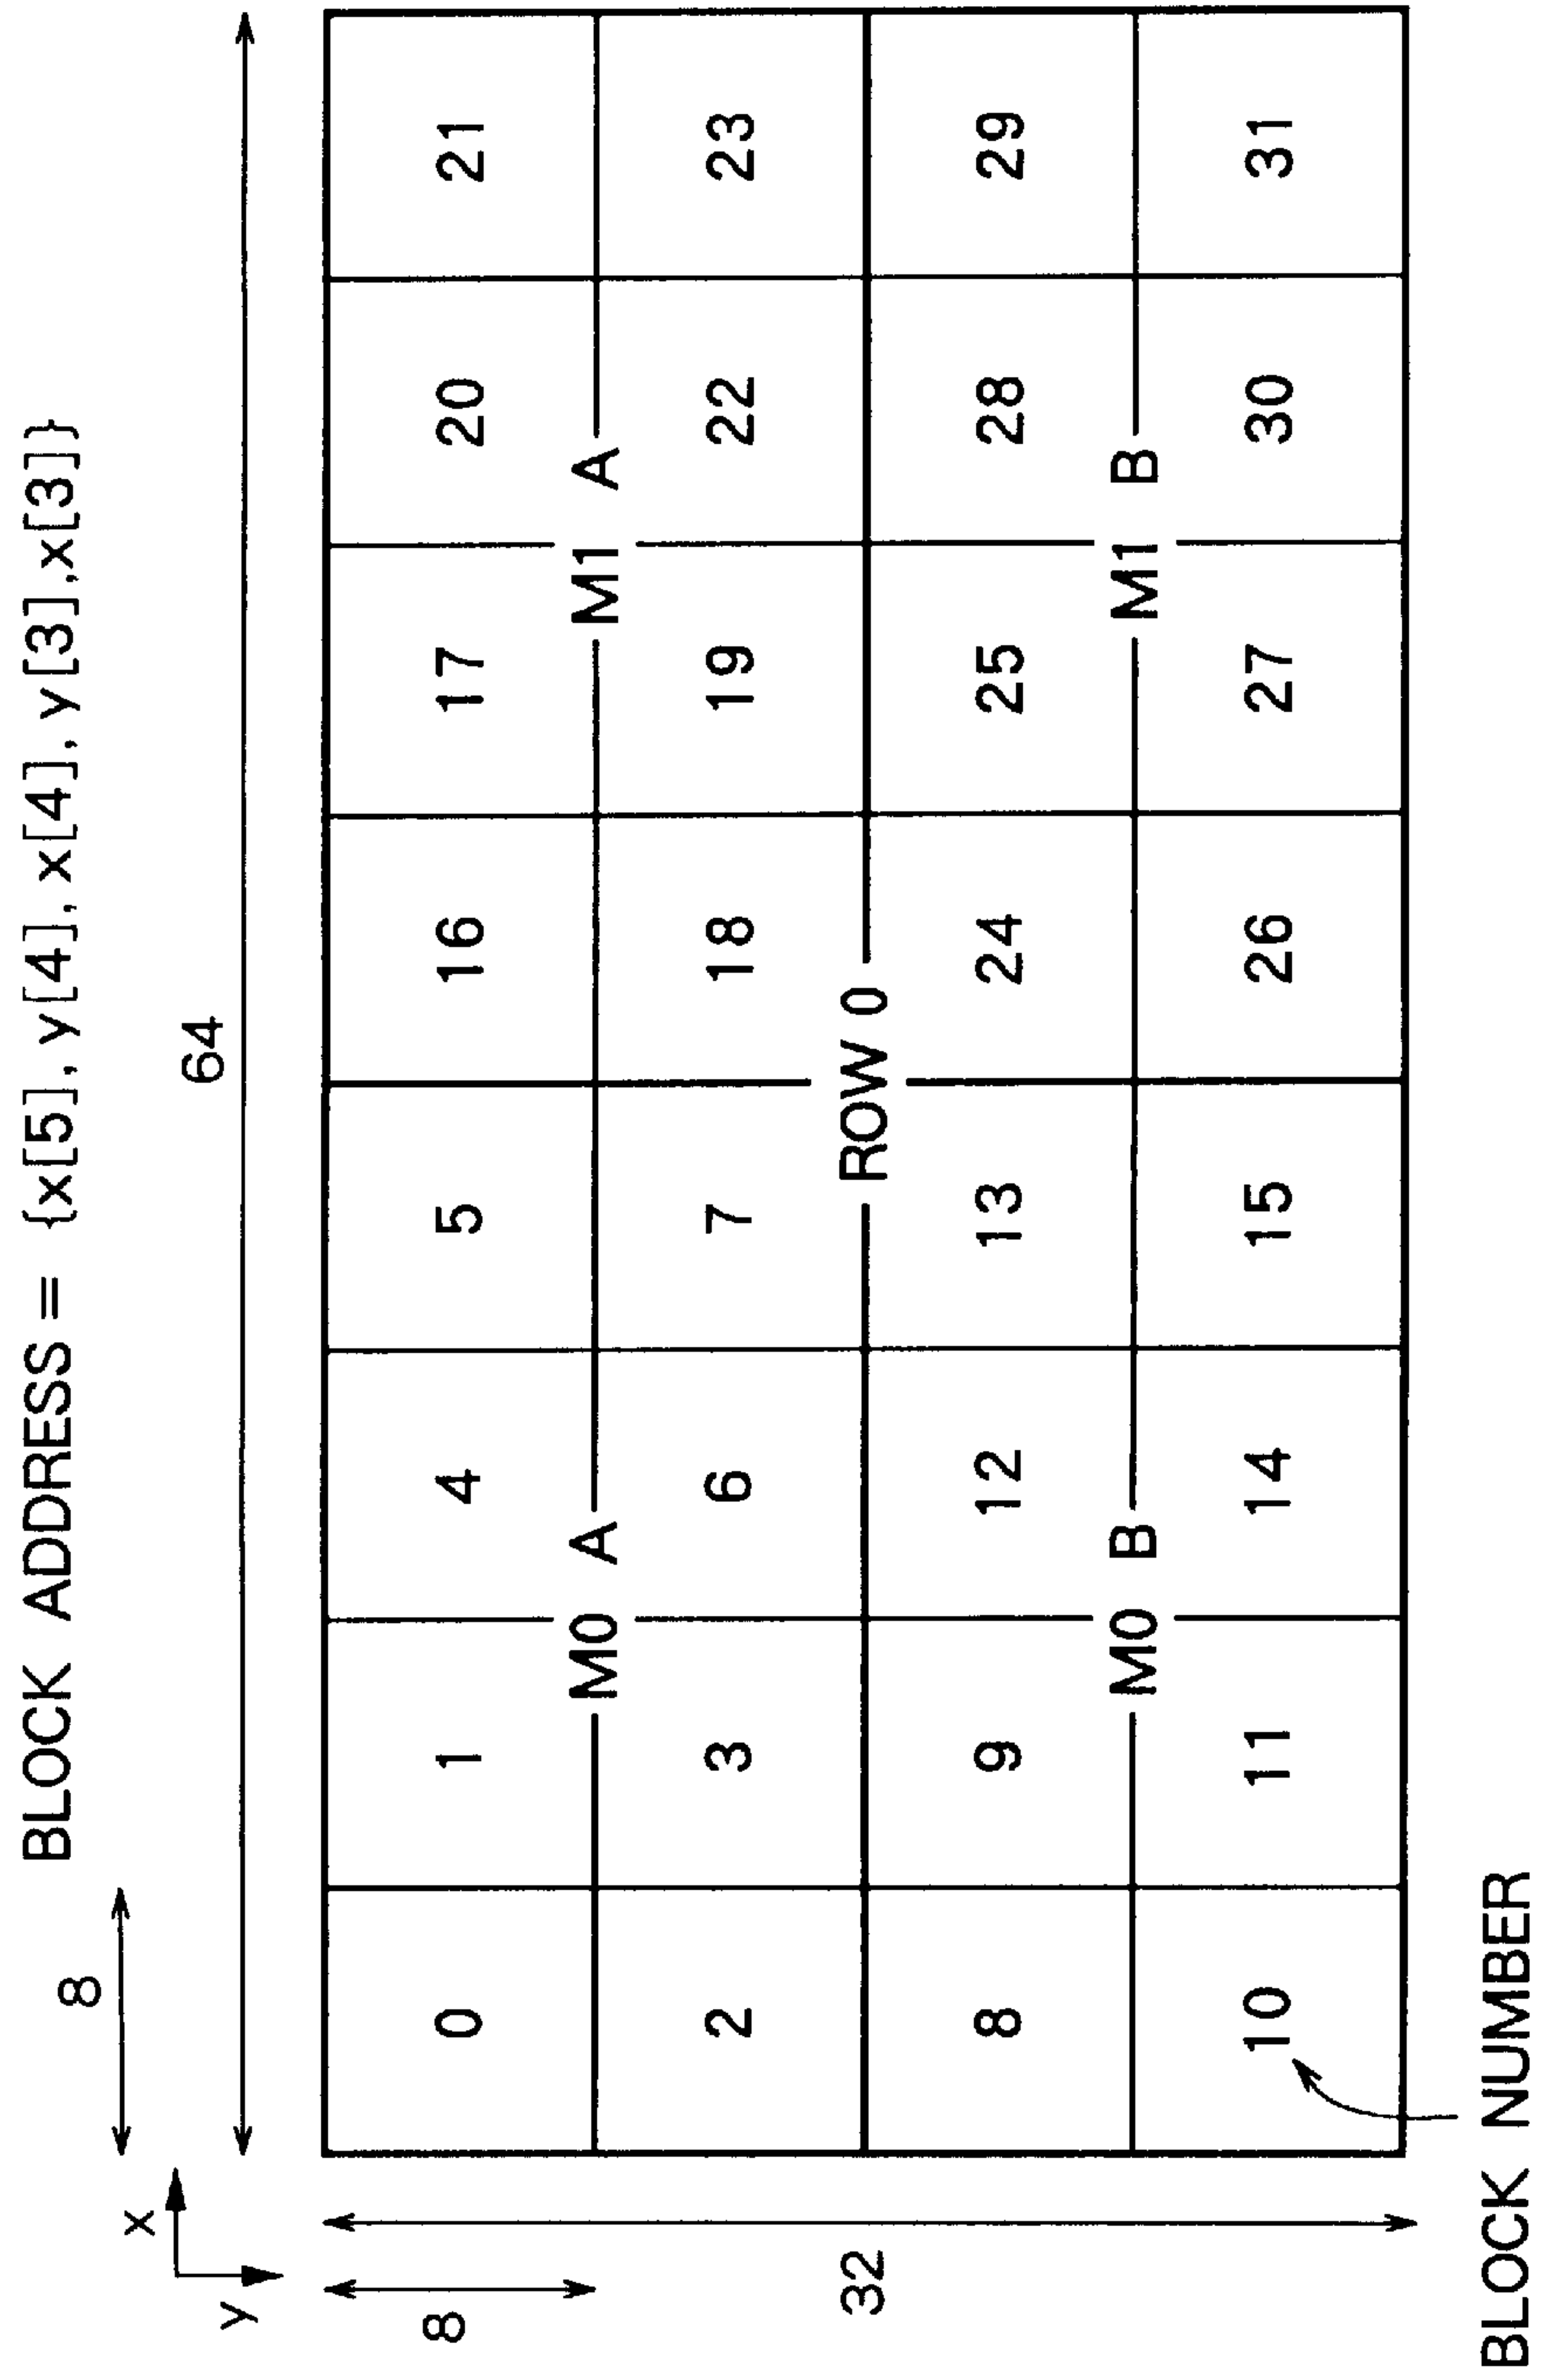 BLOCK ADDRESS = {x[5], y[4], x[4], y[3], x[3]}
8
64
x
y
8
32
0 1 4 5 16 17 20 21
M0 A M1 A
2 3 6 7 18 19 22 23
ROW 0
8 9 12 13 24 25 28 29
M0 B M1 B
10 11 14 15 26 27 30 31
BLOCK NUMBER